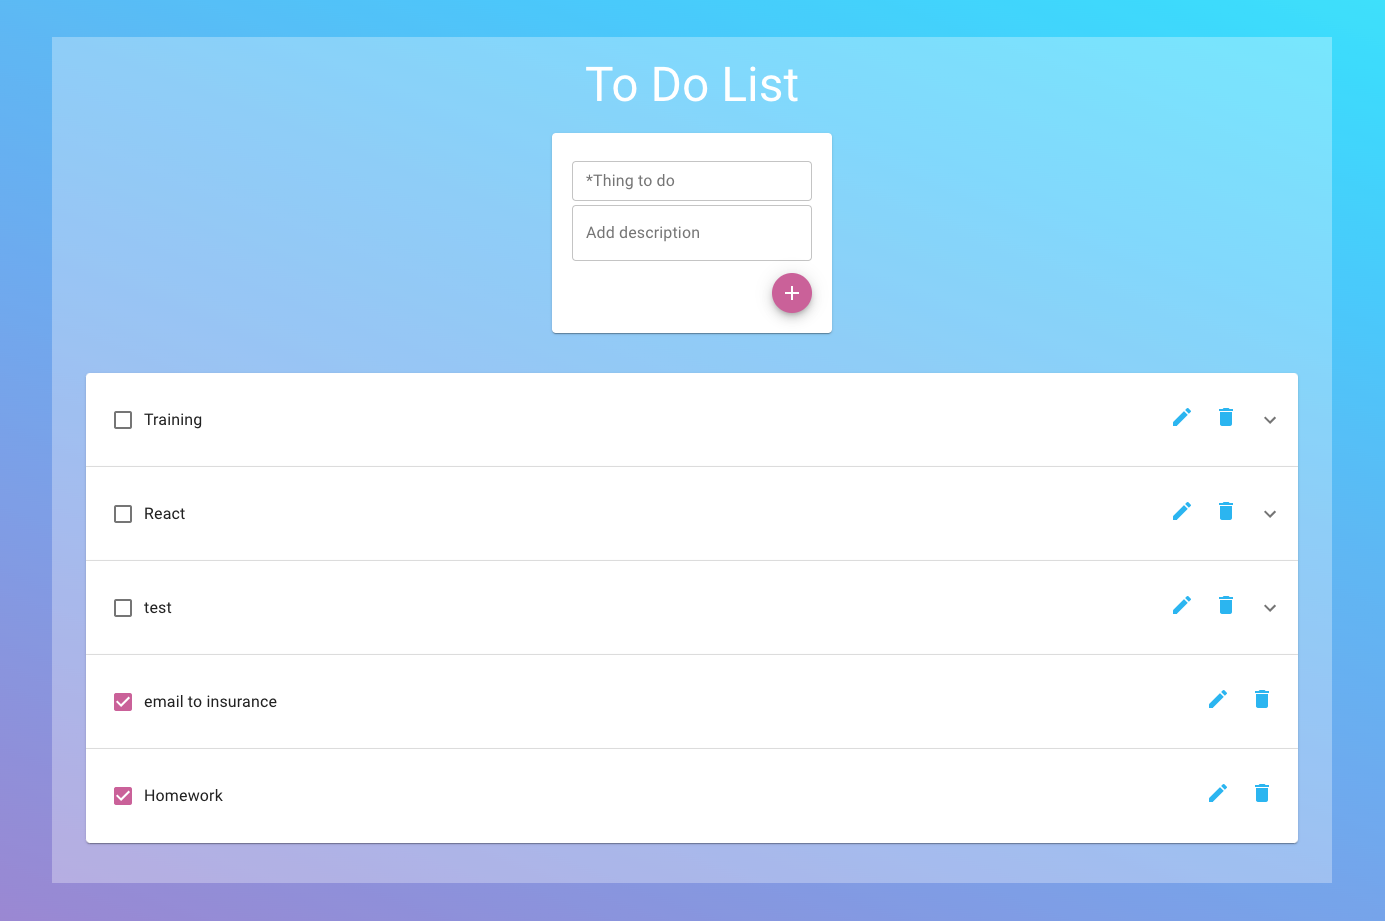 To Do List
*Thing to do
Add description
Training
React
test
email to insurance
Homework